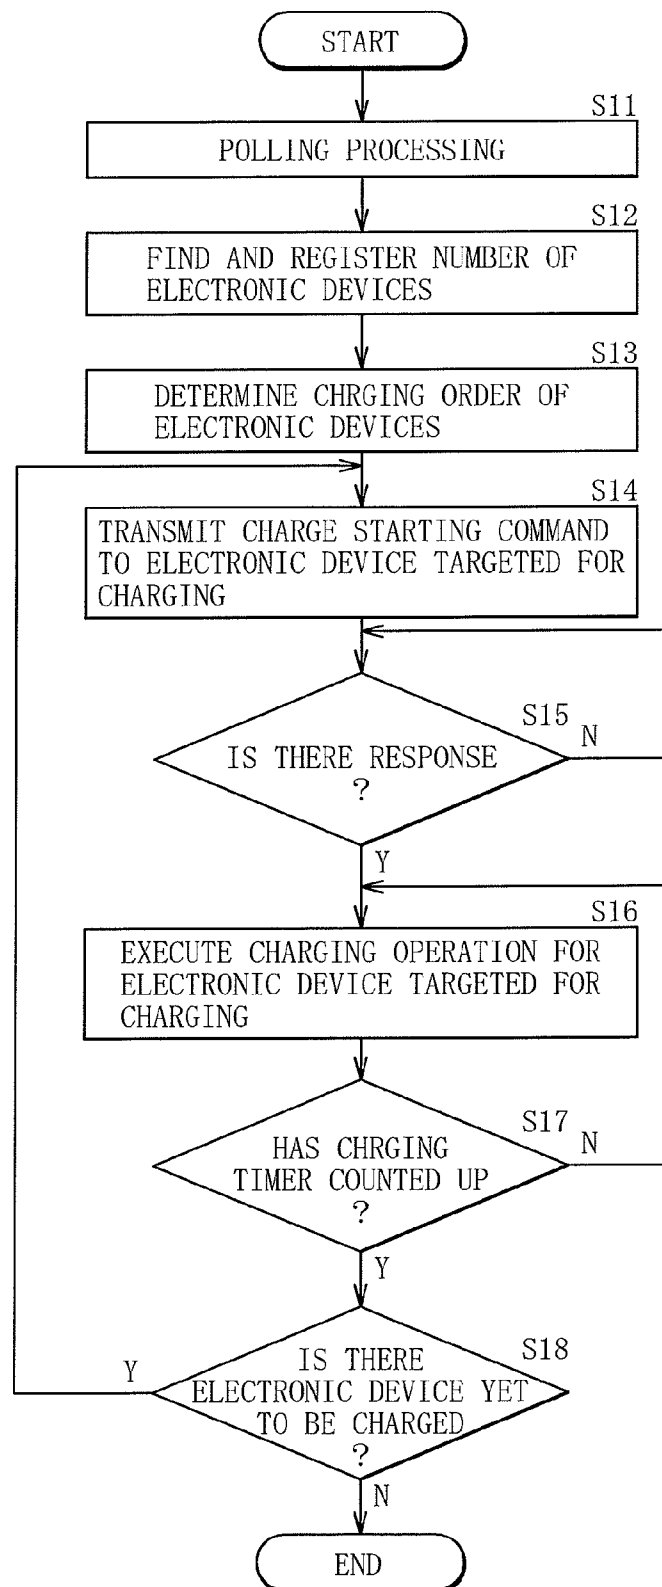 START
S11
POLLING PROCESSING
S12
FIND AND REGISTER NUMBER OF
ELECTRONIC DEVICES
S13
DETERMINE CHRGING ORDER OF
ELECTRONIC DEVICES
S14
TRANSMIT CHARGE STARTING COMMAND
TO ELECTRONIC DEVICE TARGETED FOR
CHARGING
S15
N
IS THERE RESPONSE
?
Y
S16
EXECUTE CHARGING OPERATION FOR
ELECTRONIC DEVICE TARGETED FOR
CHARGING
S17
N
HAS CHRGING
TIMER COUNTED UP
?
Y
S18
Y
IS THERE
ELECTRONIC DEVICE YET
TO BE CHARGED
?
N
END